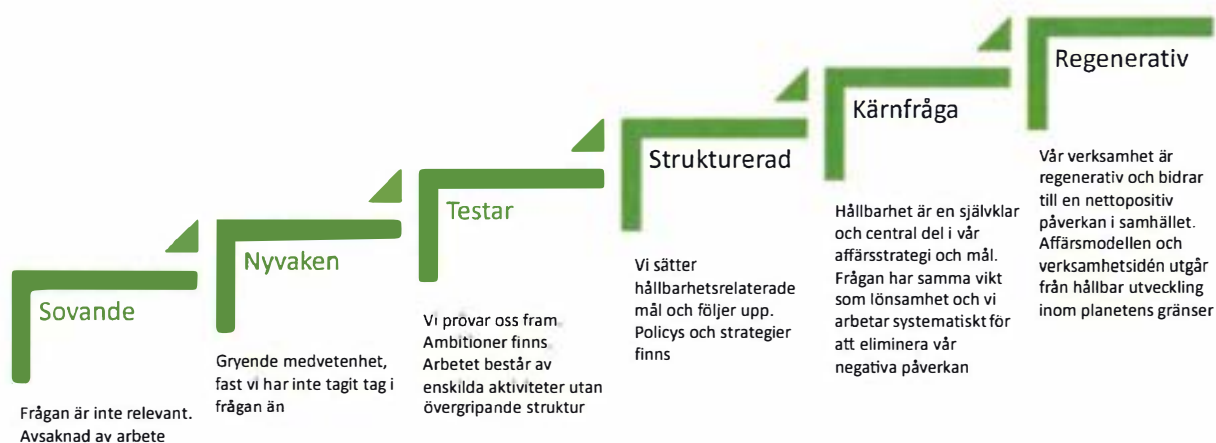 Sovande
Frågan är inte relevant.
Avsaknad av arbete
Nyvaken
Gryende medvetenhet,
fast vi har inte tagit tag i
frågan än
Testar
Vi prövar oss fram.
Ambitioner finns
Arbetet består av
enskilda aktiviteter utan
övergripande struktur
Strukturerad
Vi sätter
hållbarhetsrelaterade
mål och följer upp.
Policys och strategier
finns
Kärnfråga
Hållbarhet är en självklar
och central del i vår
affärsstrategi och mål.
Frågan har samma vikt
som lönsamhet och vi
arbetar systematiskt för
att eliminera vår
negativa påverkan
Regenerativ
Vår verksamhet är
regenerativ och bidrar
till en nettopositiv
påverkan i samhället.
Affärsmodellen och
verksamhetsidén utgår
från hållbar utveckling
inom planetens gränser